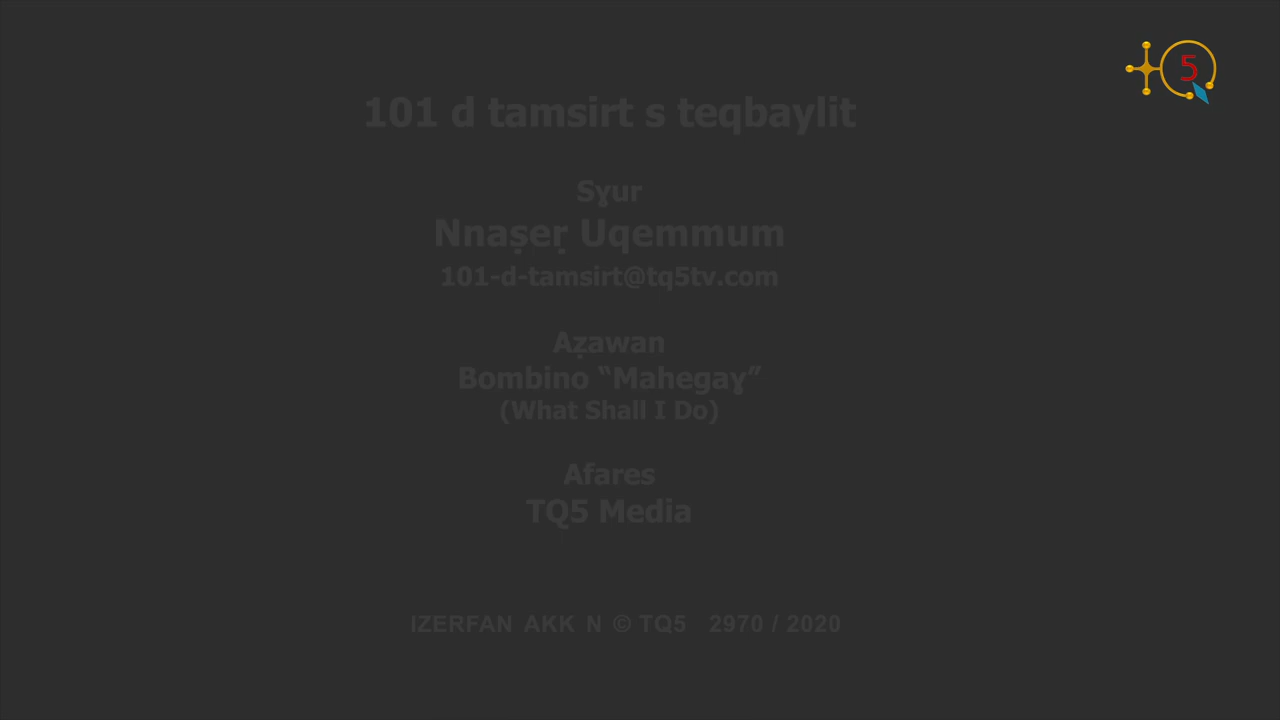 5
101 d tamsirt s teqbaylit
Sɣur
Nnaṣeṛ Uqemmum
101-d-tamsirt@tq5tv.com
Aẓawan
Bombino “Mahegaɣ”
(What Shall I Do)
Afares
TQ5 Media
IZERFAN AKK N © TQ5 2970 / 2020